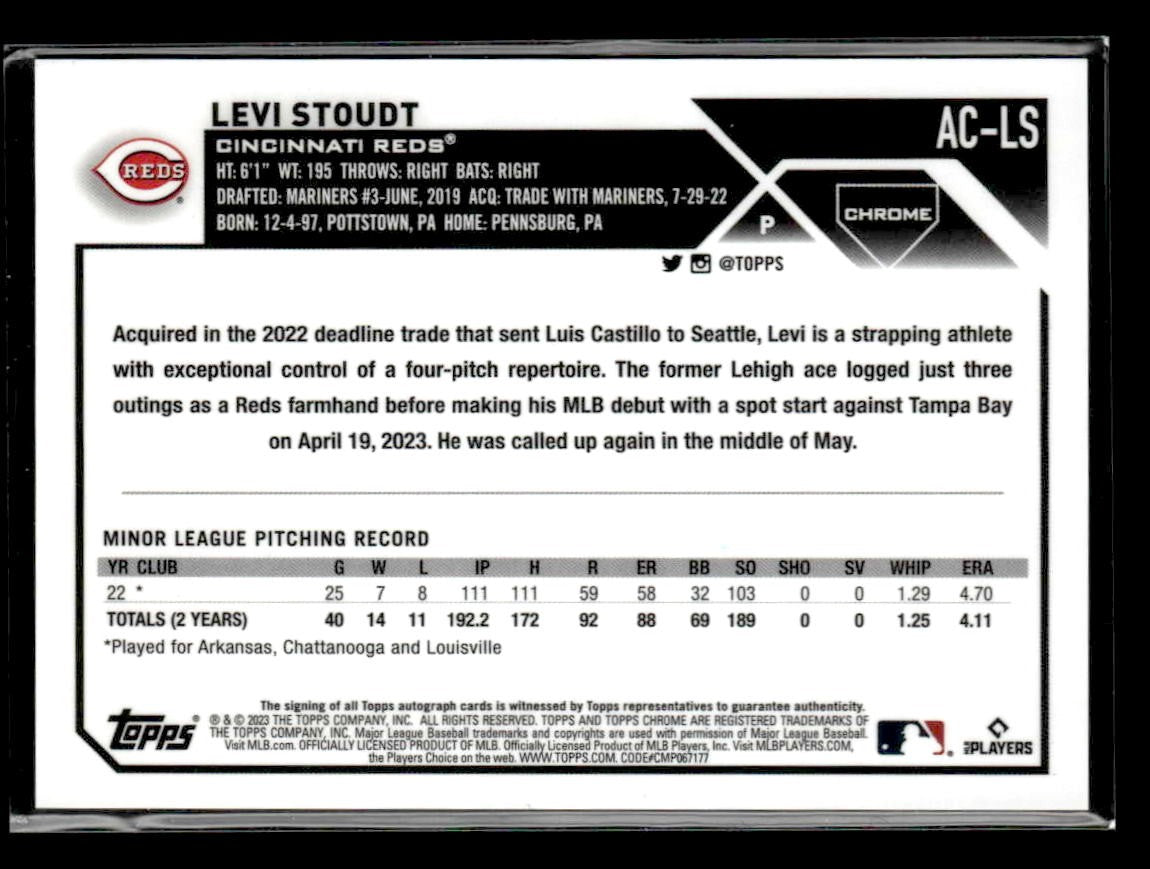 LEVI STOUDT
AC-LS
REDS
CINCINNATI REDS®
HT: 6'1" WT: 195 THROWS: RIGHT BATS: RIGHT
DRAFTED: MARINERS #3-JUNE, 2019 ACQ: TRADE WITH MARINERS, 7-29-22
BORN: 12-4-97, POTTSTOWN, PA HOME: PENNSBURG, PA
P
CHROME
@TOPPS
Acquired in the 2022 deadline trade that sent Luis Castillo to Seattle, Levi is a strapping athlete
with exceptional control of a four-pitch repertoire. The former Lehigh ace logged just three
outings as a Reds farmhand before making his MLB debut with a spot start against Tampa Bay
on April 19, 2023. He was called up again in the middle of May.
MINOR LEAGUE PITCHING RECORD
YR CLUB G W L IP H R ER BB SO SHO SV WHIP ERA
22 * 25 7 8 111 111 59 58 32 103 0 0 1.29 4.70
TOTALS (2 YEARS) 40 14 11 192.2 172 92 88 69 189 0 0 1.25 4.11
*Played for Arkansas, Chattanooga and Louisville
The signing of all Topps autograph cards is witnessed by Topps representatives to guarantee authenticity.
® & © 2023 THE TOPPS COMPANY, INC. ALL RIGHTS RESERVED. TOPPS AND TOPPS CHROME ARE REGISTERED TRADEMARKS OF
THE TOPPS COMPANY, INC. Major League Baseball trademarks and copyrights are used with permission of Major League Baseball.
Visit MLB.com. OFFICIALLY LICENSED PRODUCT OF MLB. Officially Licensed Product of MLB Players, Inc. Visit MLBPLAYERS.COM,
the Players Choice on the web. WWW.TOPPS.COM. CODE#CMP067177
Topps®
PLAYERS